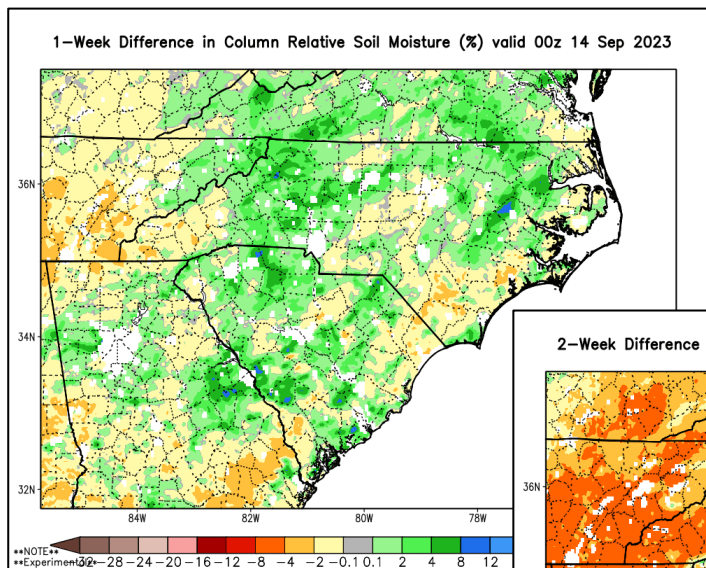 1-Week Difference in Column Relative Soil Moisture (%) valid 00z 14 Sep 2023
36N
34N
32N
84W
82W
80W
78W
**NOTE**
**Experimental**
-32 -28 -24 -20 -16 -12 -8 -4 -2 -0.1 0.1 2 4 8 12
2-Week Difference
36N